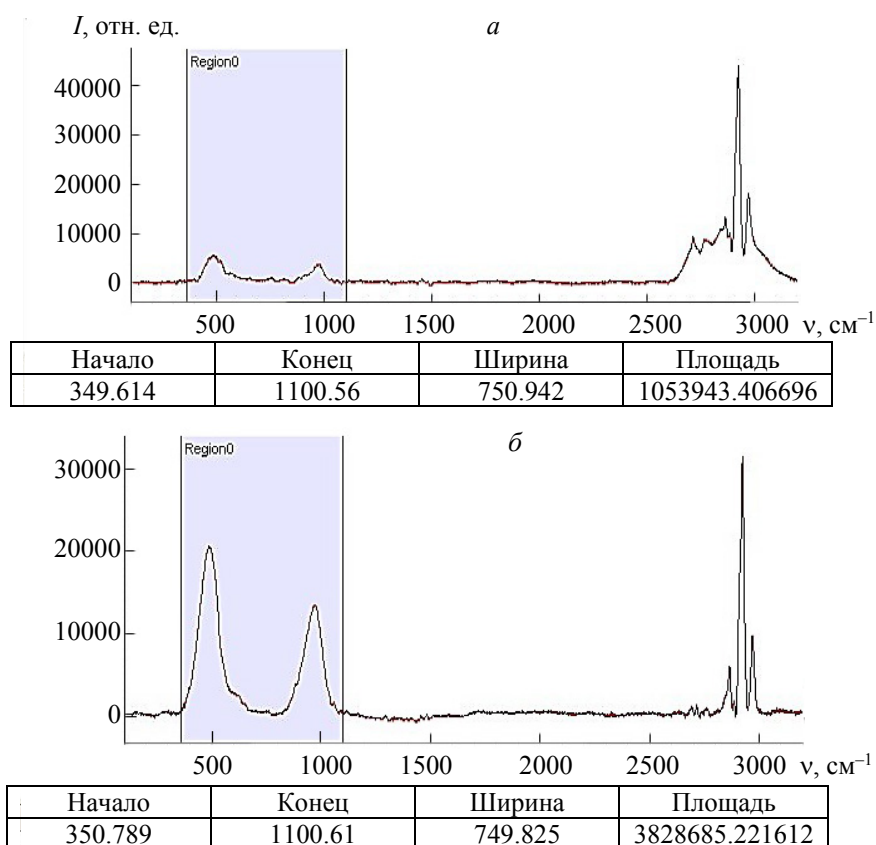 I, отн. ед.
а
Region0
40000
30000
20000
10000
0
500 1000 1500 2000 2500 3000 ν, см–1
Начало Конец Ширина Площадь
349.614 1100.56 750.942 1053943.406696
б
Region0
30000
20000
10000
0
500 1000 1500 2000 2500 3000 ν, см–1
Начало Конец Ширина Площадь
350.789 1100.61 749.825 3828685.221612